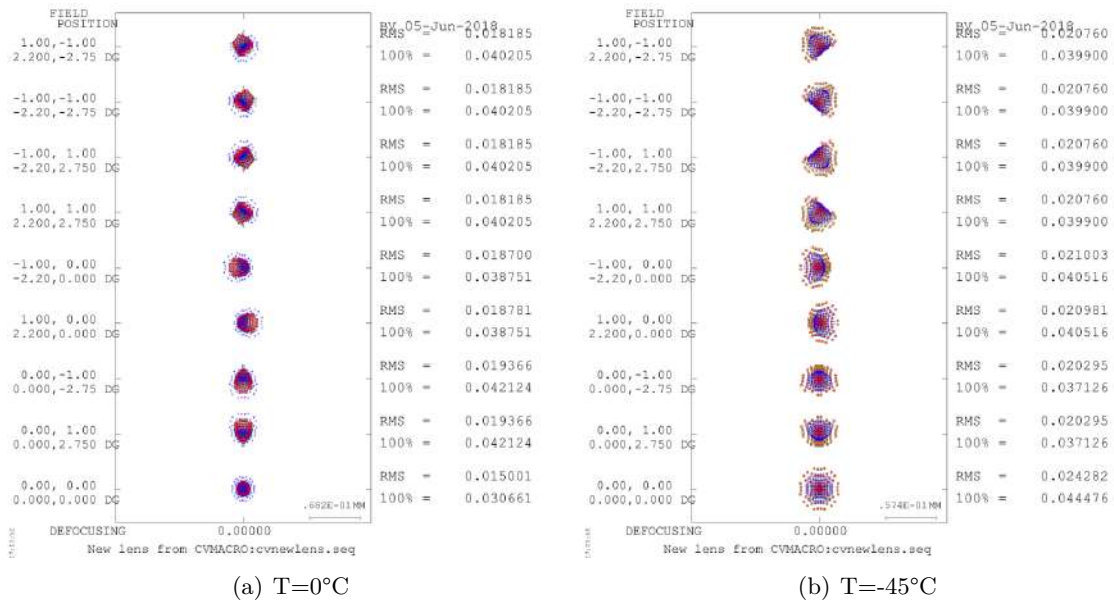 FIELD
POSITION
RV 05-Jun-2018
1.00,-1.00
2.200,-2.75 DG
RMS = 0.018185
100% = 0.040205
-1.00,-1.00
-2.20,-2.75 DG
RMS = 0.018185
100% = 0.040205
-1.00, 1.00
-2.20,2.750 DG
RMS = 0.018185
100% = 0.040205
1.00, 1.00
2.200,2.750 DG
RMS = 0.018185
100% = 0.040205
-1.00, 0.00
-2.20,0.000 DG
RMS = 0.018700
100% = 0.038751
1.00, 0.00
2.200,0.000 DG
RMS = 0.018781
100% = 0.038751
0.00,-1.00
0.000,-2.75 DG
RMS = 0.019366
100% = 0.042124
0.00, 1.00
0.000,2.750 DG
RMS = 0.019366
100% = 0.042124
0.00, 0.00
0.000,0.000 DG
RMS = 0.015001
100% = 0.030661
.682E-01MM
DEFOCUSING 0.00000
New lens from CVMACRO:cvnewlens.seq
(a) T=0°C
FIELD
POSITION
RV 05-Jun-2018
1.00,-1.00
2.200,-2.75 DG
RMS = 0.020760
100% = 0.039900
-1.00,-1.00
-2.20,-2.75 DG
RMS = 0.020760
100% = 0.039900
-1.00, 1.00
-2.20,2.750 DG
RMS = 0.020760
100% = 0.039900
1.00, 1.00
2.200,2.750 DG
RMS = 0.020760
100% = 0.039900
-1.00, 0.00
-2.20,0.000 DG
RMS = 0.021003
100% = 0.040516
1.00, 0.00
2.200,0.000 DG
RMS = 0.020981
100% = 0.040516
0.00,-1.00
0.000,-2.75 DG
RMS = 0.020295
100% = 0.037126
0.00, 1.00
0.000,2.750 DG
RMS = 0.020295
100% = 0.037126
0.00, 0.00
0.000,0.000 DG
RMS = 0.024282
100% = 0.044476
.574E-01MM
DEFOCUSING 0.00000
New lens from CVMACRO:cvnewlens.seq
(b) T=-45°C